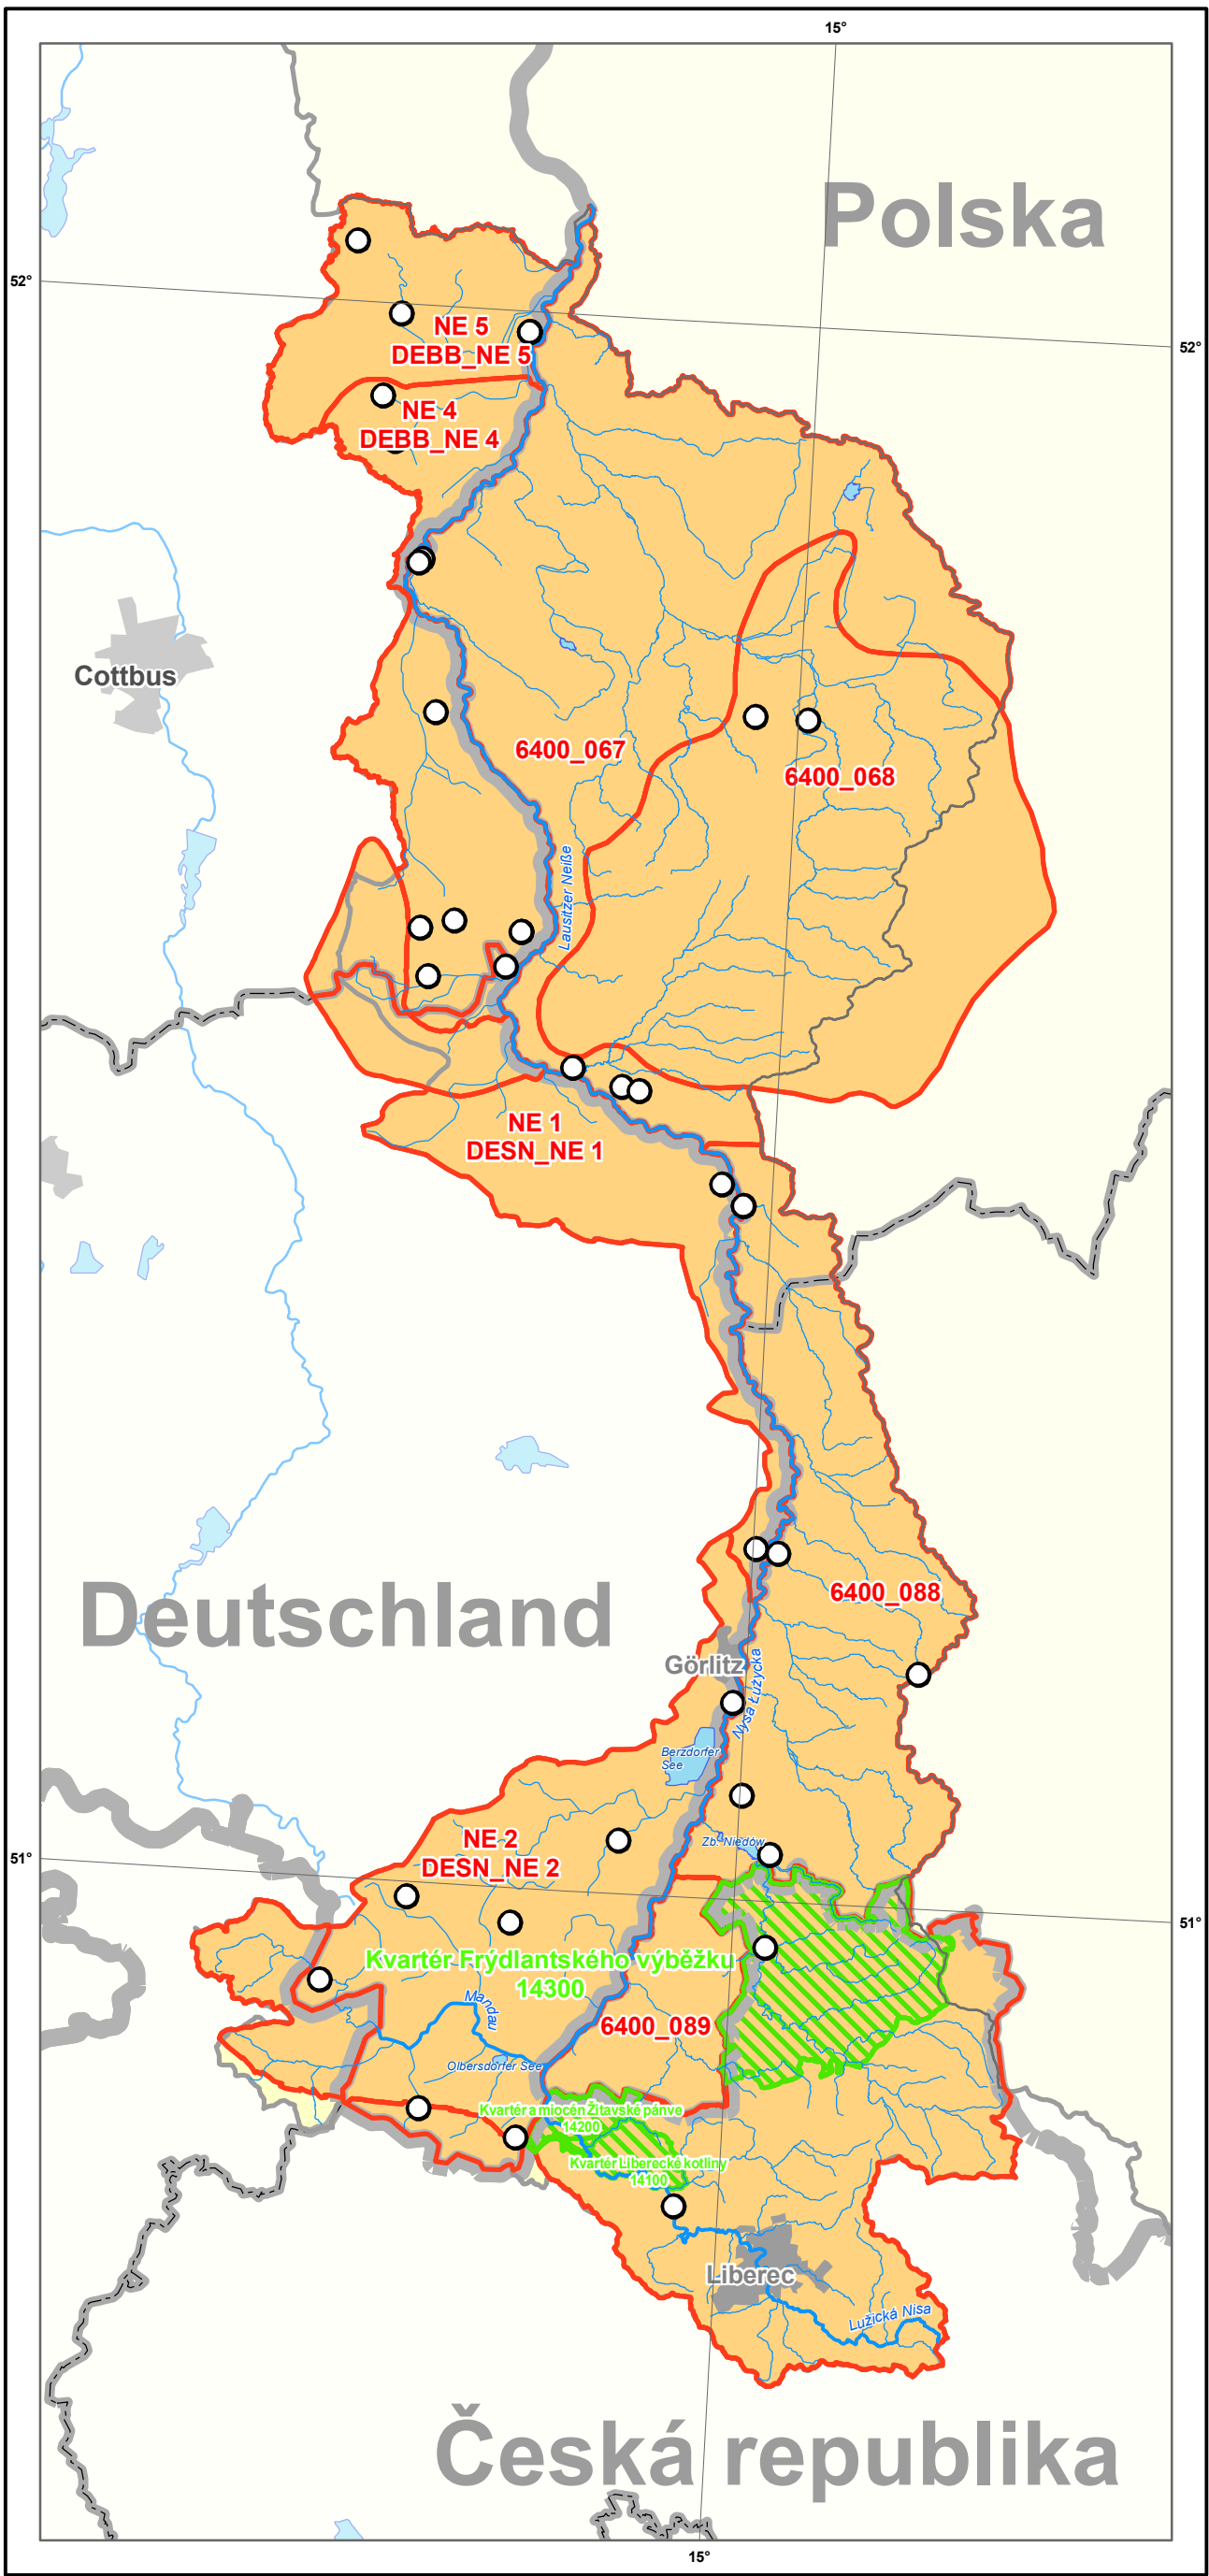 15°
Polska
52°
NE 5
DEBB_NE 5
52°
NE 4
DEBB_NE 4
Cottbus
6400_067
6400_068
Lausitzer Neiße
NE 1
DESN_NE 1
6400_088
Deutschland
Görlitz
Nysa Łużycka
Berzdorfer
See
NE 2
DESN_NE 2
Zb. Niedów
51°
51°
Kvartér Frýdlantského výběžku
14300
Mandau
6400_089
Olbersdorfer See
Kvartér a miocén Žitavské pánve
14200
Kvartér Liberecké kotliny
14100
Liberec
Lužická Nisa
Česká republika
15°